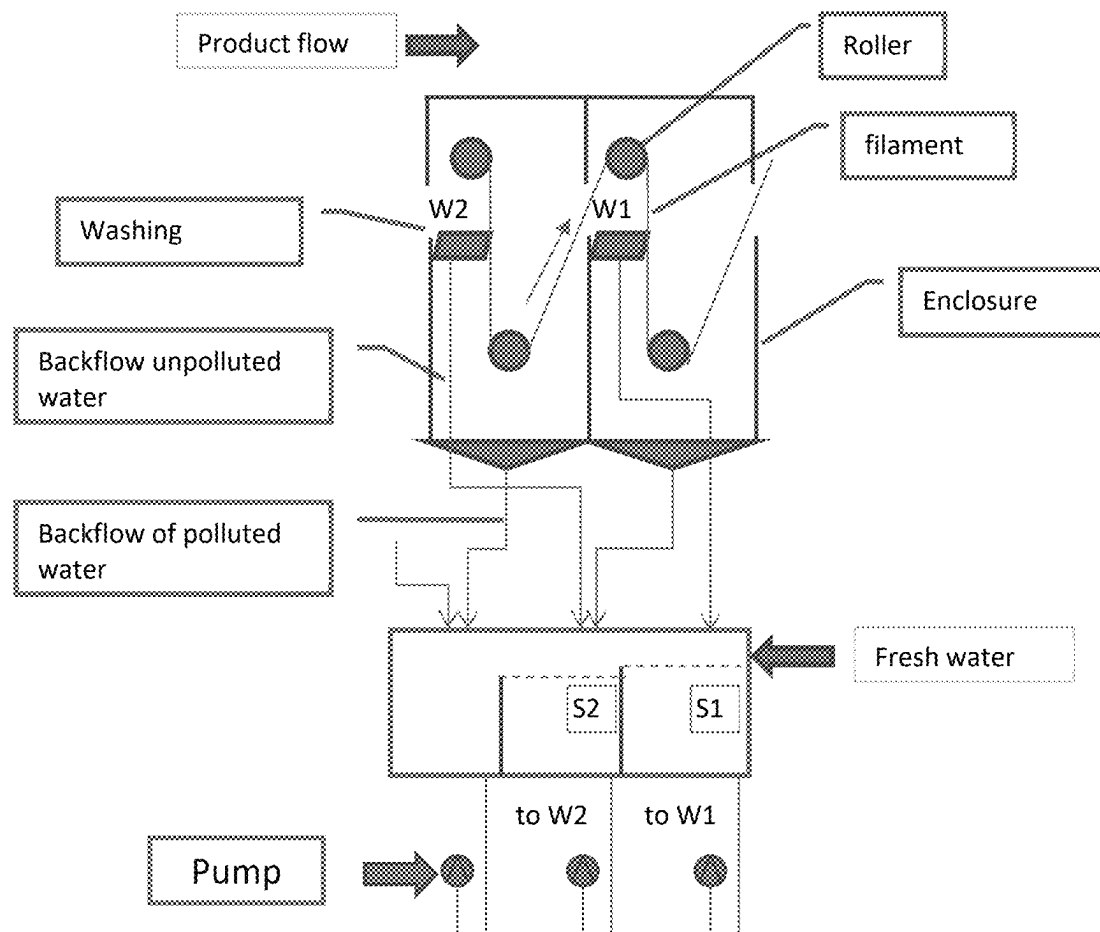 Product flow
Roller
filament
W2
W1
Washing
Enclosure
Backflow unpolluted
water
Backflow of polluted
water
Fresh water
S2
S1
to W2
to W1
Pump